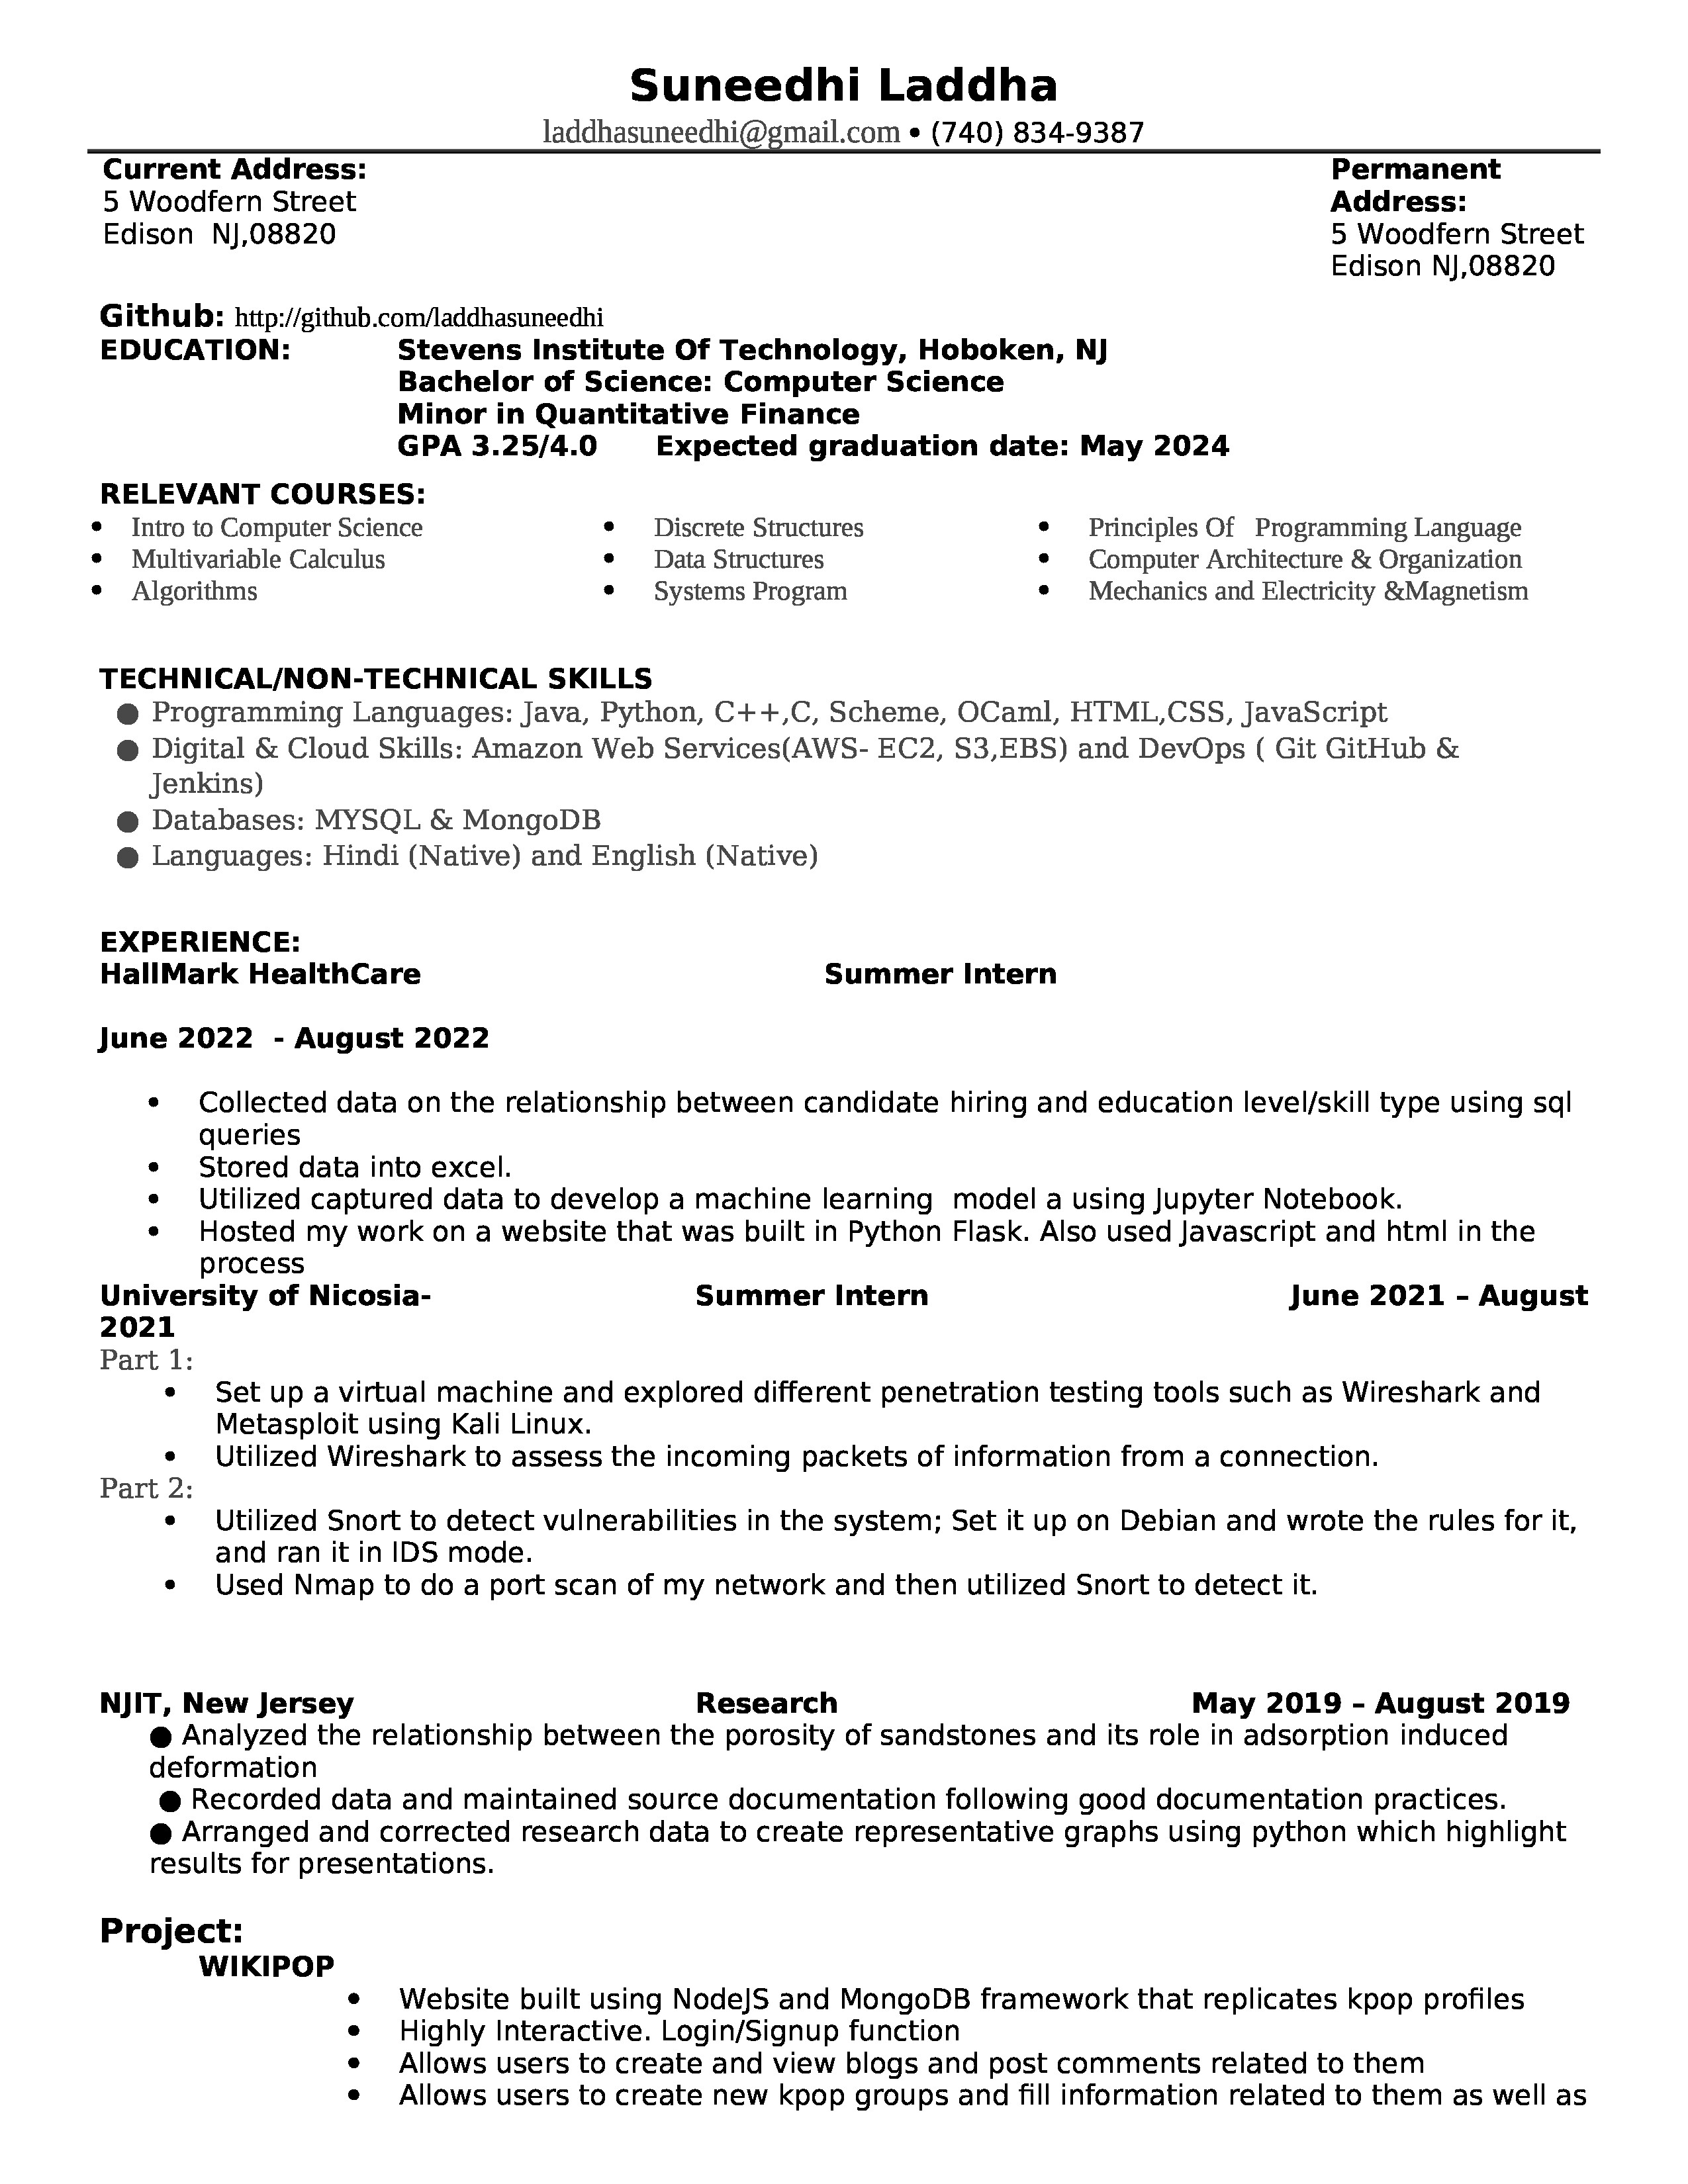 Suneedhi Laddha
laddhasuneedhi@gmail.com • (740) 834-9387
Current Address:
5 Woodfern Street
Edison  NJ,08820
Permanent
Address:
5 Woodfern Street
Edison NJ,08820
Github: http://github.com/laddhasuneedhi
EDUCATION: Stevens Institute Of Technology, Hoboken, NJ
Bachelor of Science: Computer Science
Minor in Quantitative Finance
GPA 3.25/4.0 Expected graduation date: May 2024
RELEVANT COURSES:
• Intro to Computer Science • Discrete Structures • Principles Of  Programming Language
• Multivariable Calculus • Data Structures • Computer Architecture & Organization
• Algorithms • Systems Program • Mechanics and Electricity &Magnetism
TECHNICAL/NON-TECHNICAL SKILLS
● Programming Languages: Java, Python, C++,C, Scheme, OCaml, HTML,CSS, JavaScript
● Digital & Cloud Skills: Amazon Web Services(AWS- EC2, S3,EBS) and DevOps ( Git GitHub &
Jenkins)
● Databases: MYSQL & MongoDB
● Languages: Hindi (Native) and English (Native)
EXPERIENCE:
HallMark HealthCare Summer Intern
June 2022  - August 2022
• Collected data on the relationship between candidate hiring and education level/skill type using sql
queries
• Stored data into excel.
• Utilized captured data to develop a machine learning  model a using Jupyter Notebook.
• Hosted my work on a website that was built in Python Flask. Also used Javascript and html in the
process
University of Nicosia- Summer Intern June 2021 – August
2021
Part 1:
• Set up a virtual machine and explored different penetration testing tools such as Wireshark and
Metasploit using Kali Linux.
• Utilized Wireshark to assess the incoming packets of information from a connection.
Part 2:
• Utilized Snort to detect vulnerabilities in the system; Set it up on Debian and wrote the rules for it,
and ran it in IDS mode.
• Used Nmap to do a port scan of my network and then utilized Snort to detect it.
NJIT, New Jersey Research May 2019 – August 2019
● Analyzed the relationship between the porosity of sandstones and its role in adsorption induced
deformation
● Recorded data and maintained source documentation following good documentation practices.
● Arranged and corrected research data to create representative graphs using python which highlight
results for presentations.
Project:
WIKIPOP
• Website built using NodeJS and MongoDB framework that replicates kpop profiles
• Highly Interactive. Login/Signup function
• Allows users to create and view blogs and post comments related to them
• Allows users to create new kpop groups and fill information related to them as well as